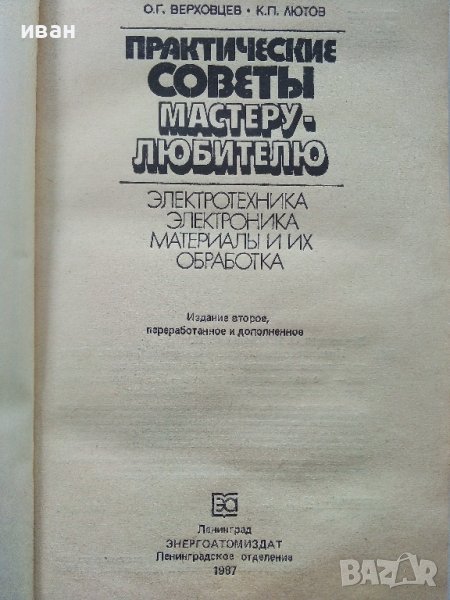 иван
О.Г. ВЕРХОВЦЕВ • К.П. ЛЮТОВ
ПРАКТИЧЕСКИЕ
СОВЕТЫ
МАСТЕРУ-
ЛЮБИТЕЛЮ
ЭЛЕКТРОТЕХНИКА
ЭЛЕКТРОНИКА
МАТЕРИАЛЫ И ИХ
ОБРАБОТКА
Издание второе,
переработанное и дополненное
Ленинград
ЭНЕРГОАТОМИЗДАТ
Ленинградское отделение
1987
BAZAR